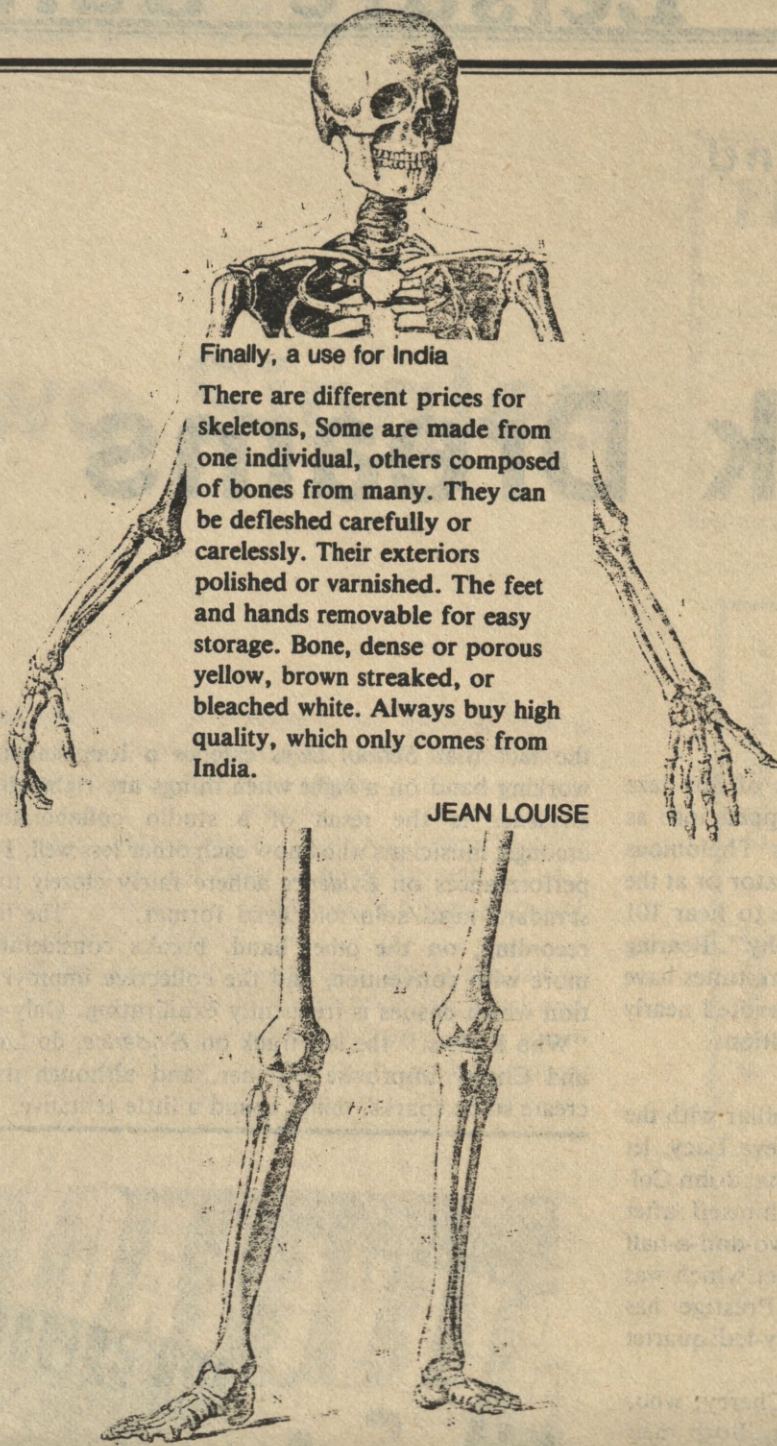 Finally, a use for India
There are different prices for
skeletons, Some are made from
one individual, others composed
of bones from many. They can
be defleshed carefully or
carelessly. Their exteriors
polished or varnished. The feet
and hands removable for easy
storage. Bone, dense or porous
yellow, brown streaked, or
bleached white. Always buy high
quality, which only comes from
India.
JEAN LOUISE